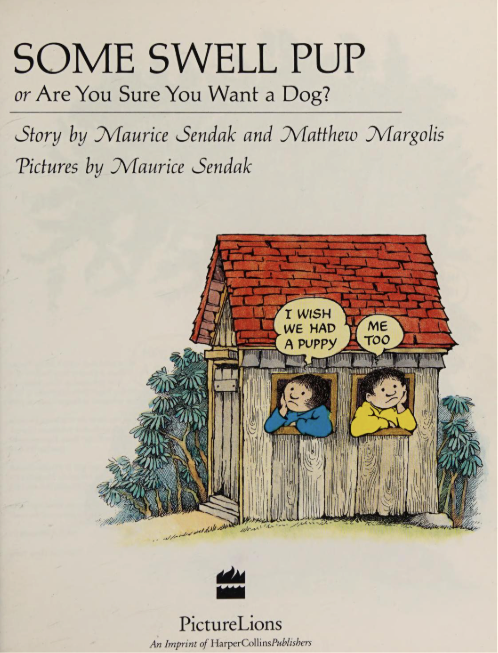 SOME SWELL PUP
or Are You Sure You Want a Dog?
Story by Maurice Sendak and Matthew Margolis
Pictures by Maurice Sendak
I WISH
WE HAD
A PUPPY
ME
TOO
PictureLions
An Imprint of HarperCollinsPublishers